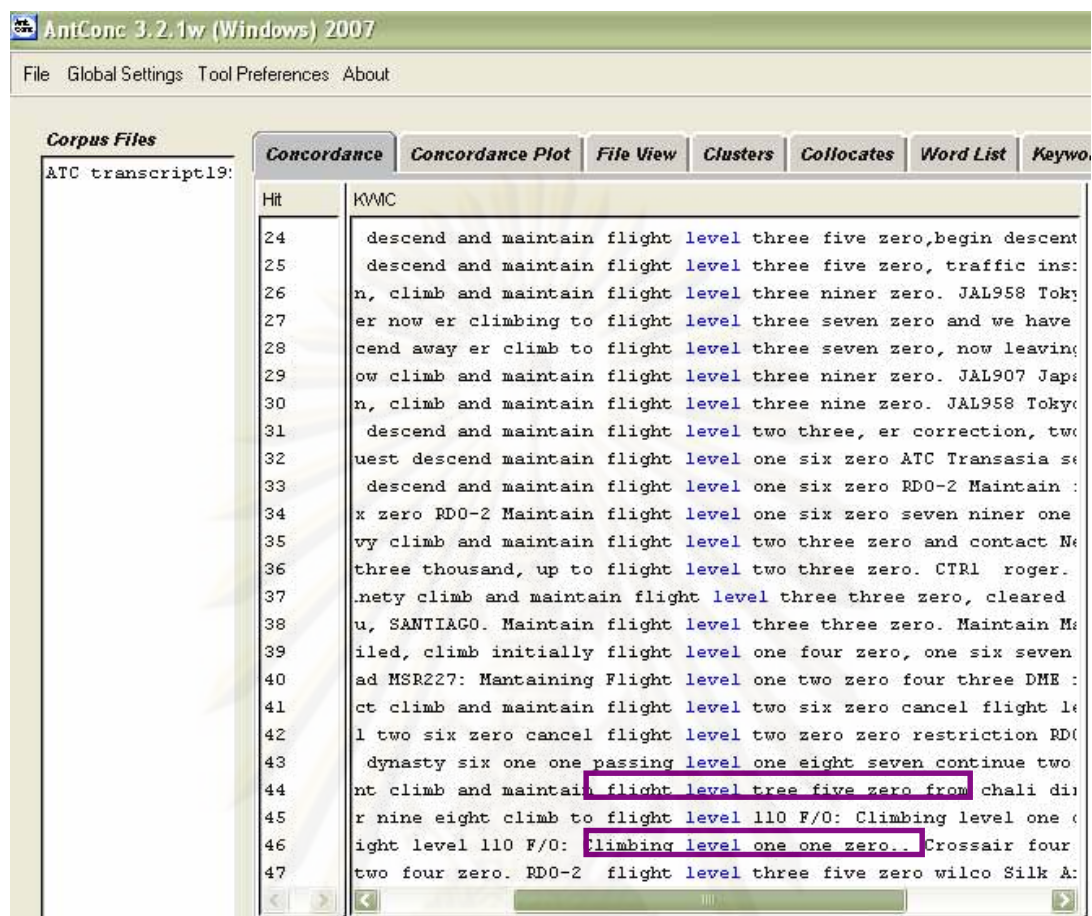 AntConc 3.2.1w (Windows) 2007
File Global Settings Tool Preferences About
Corpus Files
ATC transcript19
Concordance Concordance Plot File View Clusters Collocates Word List Keywo
Hit KWIC
24 descend and maintain flight level three five zero,begin descent
25 descend and maintain flight level three five zero, traffic ins
26 n, climb and maintain flight level three niner zero. JAL958 Tok
27 er now er climbing to flight level three seven zero and we have
28 cend away er climb to flight level three seven zero, now leaving
29 ow climb and maintain flight level three niner zero. JAL907 Japa
30 n, climb and maintain flight level three nine zero. JAL958 Tokyo
31 descend and maintain flight level two three, er correction, two
32 uest descend maintain flight level one six zero ATC Transasia se
33 descend and maintain flight level one six zero RDO-2 Maintain
34 x zero RDO-2 Maintain flight level one six zero seven niner one
35 vy climb and maintain flight level two three zero and contact Ne
36 three thousand, up to flight level two three zero. CTR1 roger.
37 .nety climb and maintain flight level three three zero, cleared
38 u, SANTIAGO. Maintain flight level three three zero. Maintain Ma
39 iled, climb initially flight level one four zero, one six seven
40 ad MSR227: Mantaining Flight level one two zero four three DME :
41 ct climb and maintain flight level two six zero cancel flight le
42 l two six zero cancel flight level two zero zero restriction RDO
43 dynasty six one one passing level one eight seven continue two
44 nt climb and maintain flight level tree five zero from chali di
45 r nine eight climb to flight level 110 F/O: Climbing level one o
46 ight level 110 F/O: Climbing level one one zero.. Crossair four
47 two four zero. RDO-2 flight level three five zero wilco Silk A